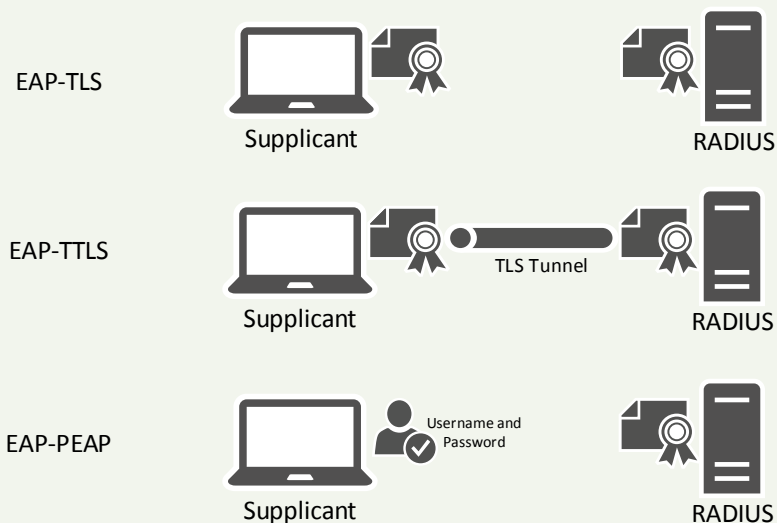 EAP-TLS
Supplicant
RADIUS
EAP-TTLS
TLS Tunnel
Supplicant
RADIUS
EAP-PEAP
Username and
Password
Supplicant
RADIUS